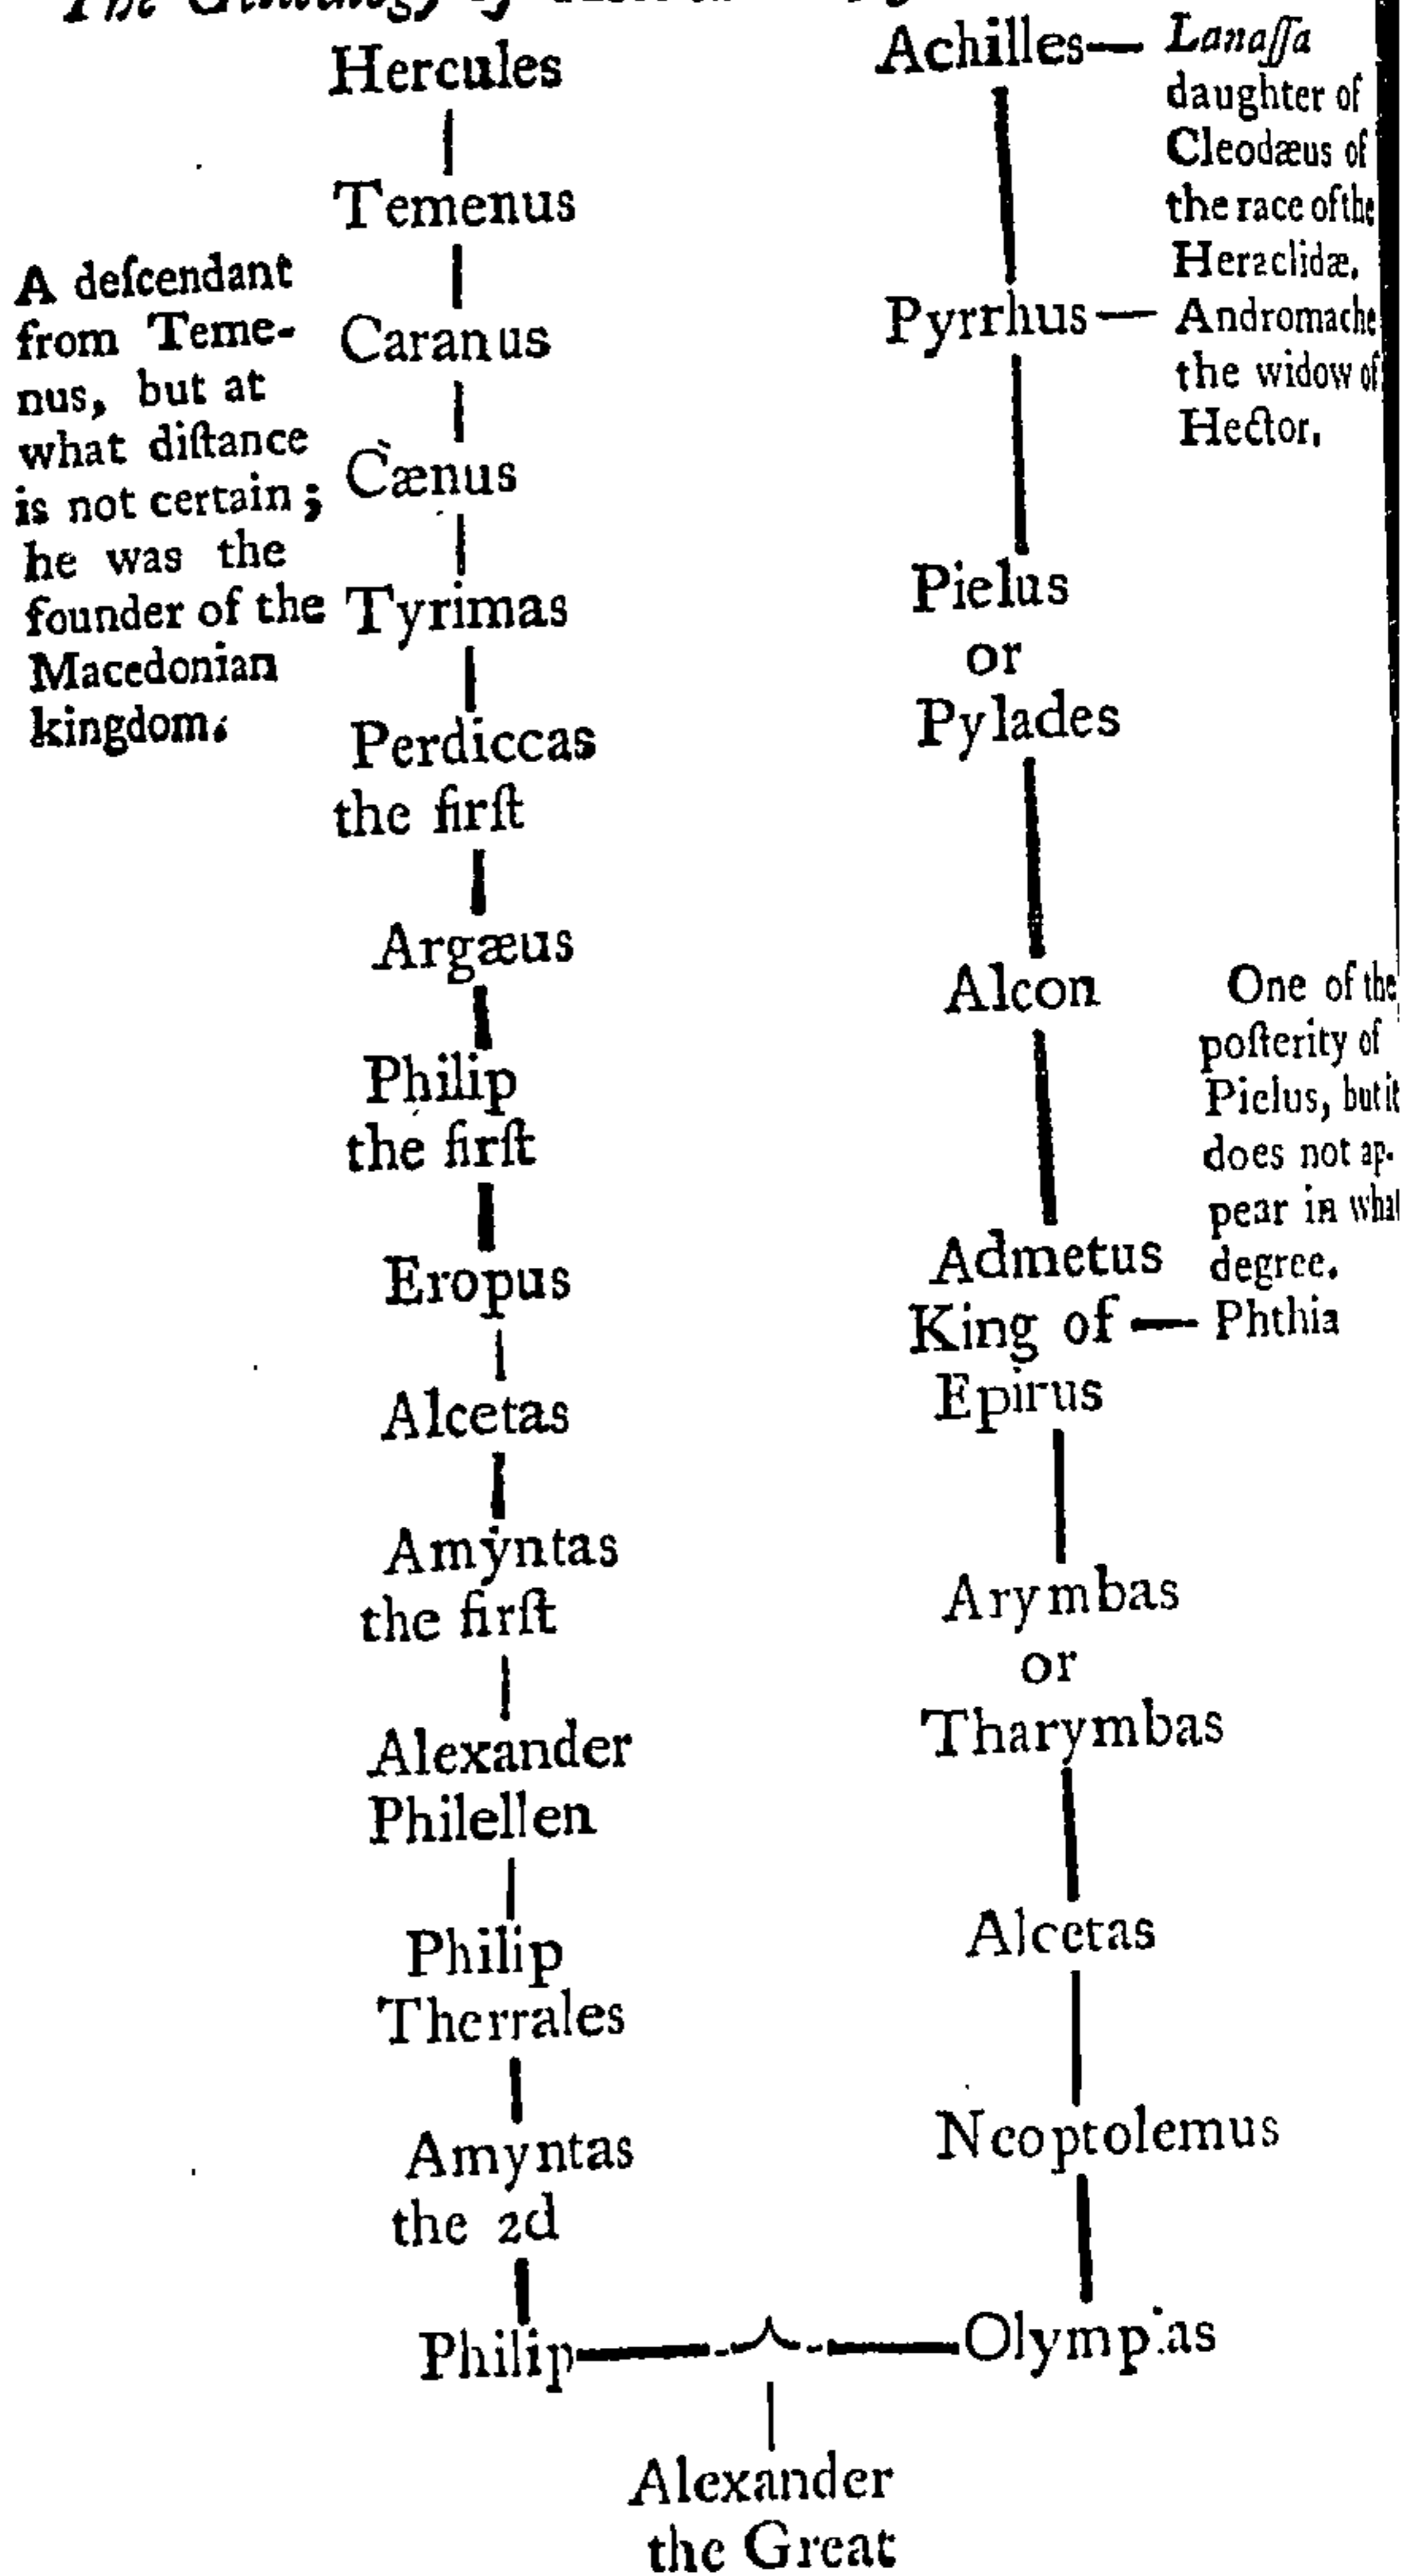 The Genealogy of
Hercules
Temenus
A deſcendant
from Teme-
nus, but at
what diſtance
is not certain;
he was the
founder of the
Macedonian
kingdom.
Caranus
Cænus
Tyrimas
Perdiccas
the firſt
Argæus
Philip
the firſt
Eropus
Alcetas
Amyntas
the firſt
Alexander
Philellen
Philip
Therrales
Amyntas
the 2d
Philip
Achilles— Lanaſſa
daughter of
Cleodæus of
the race of the
Heraclidæ.
Pyrrhus— Andromache
the widow of
Hector.
Pielus
or
Pylades
Alcon
One of the
poſterity of
Pielus, but it
does not ap-
pear in what
degree.
Admetus
King of — Phthia
Epirus
Arymbas
or
Tharymbas
Alcetas
Neoptolemus
Olympias
Alexander
the Great